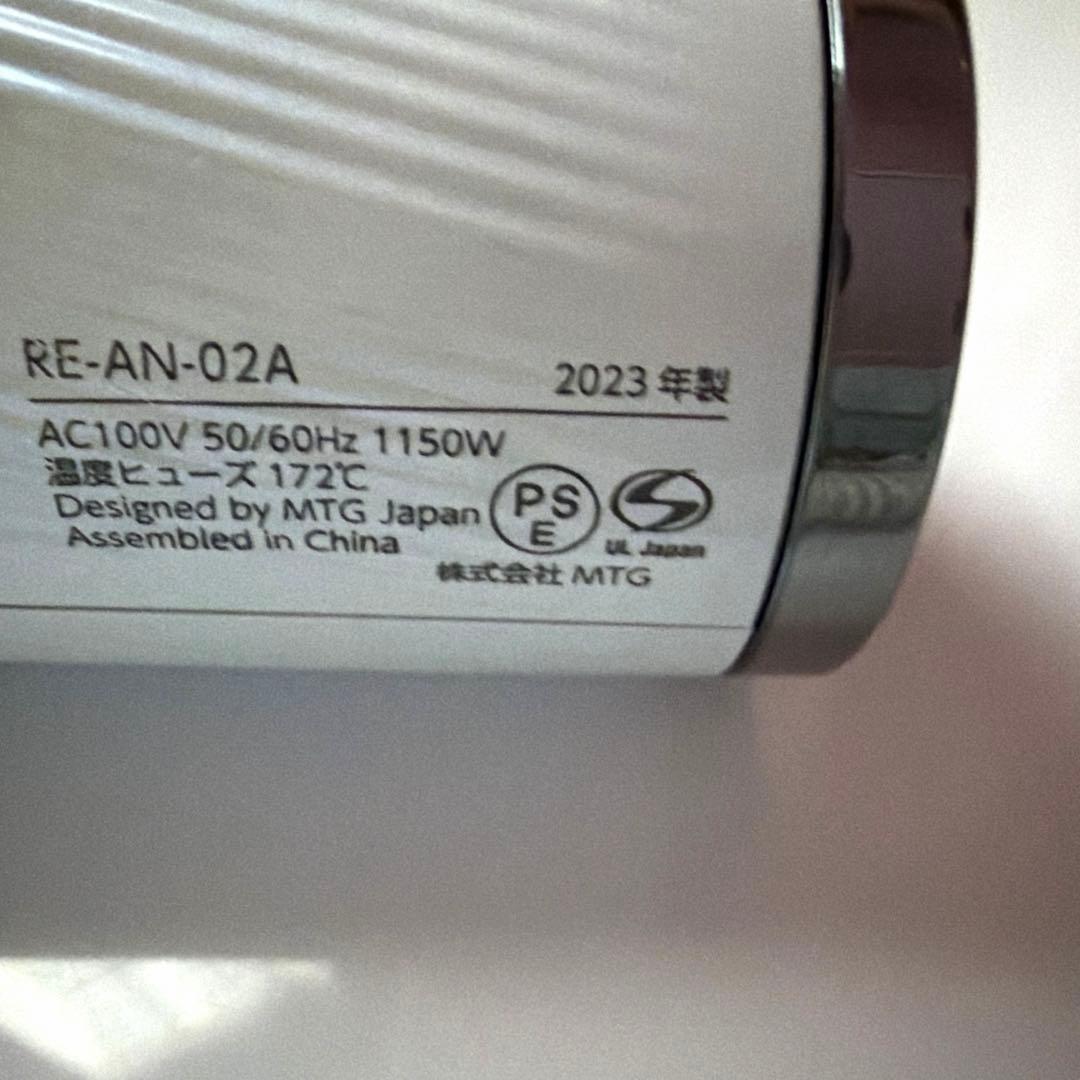 RE-AN-02A 2023 年製
AC100V 50/60Hz 1150W
温度ヒューズ 172℃
Designed by MTG Japan
Assembled in China
PS
E
UL Japan
株式会社 MTG